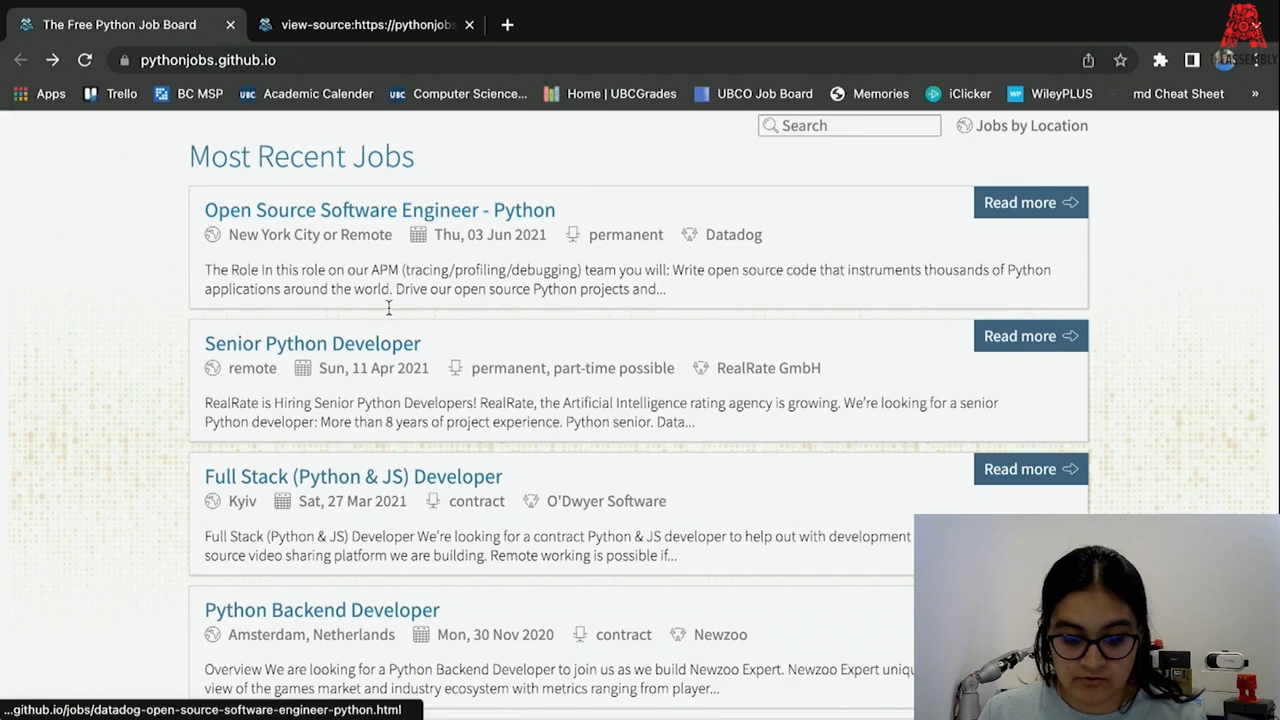 The Free Python Job Board
view-source:https://pythonjobs
pythonjobs.github.io
Apps
Trello
BC MSP
UBC Academic Calendar
UBC Computer Science...
Home | UBCGrades
UBCO Job Board
Memories
iClicker
WP WileyPLUS
md Cheat Sheet
»
Search
Jobs by Location
Most Recent Jobs
Open Source Software Engineer - Python
Read more
New York City or Remote Thu, 03 Jun 2021 permanent Datadog
The Role In this role on our APM (tracing/profiling/debugging) team you will: Write open source code that instruments thousands of Python
applications around the world. Drive our open source Python projects and...
Senior Python Developer
Read more
remote Sun, 11 Apr 2021 permanent, part-time possible RealRate GmbH
RealRate is Hiring Senior Python Developers! RealRate, the Artificial Intelligence rating agency is growing. We're looking for a senior
Python developer: More than 8 years of project experience. Python senior. Data...
Full Stack (Python & JS) Developer
Read more
Kyiv Sat, 27 Mar 2021 contract O'Dwyer Software
Full Stack (Python & JS) Developer We're looking for a contract Python & JS developer to help out with development
source video sharing platform we are building. Remote working is possible if...
Python Backend Developer
Amsterdam, Netherlands Mon, 30 Nov 2020 contract Newzoo
Overview We are looking for a Python Backend Developer to join us as we build Newzoo Expert. Newzoo Expert uniq
view of the games market and industry ecosystem with metrics ranging from player...
...github.io/jobs/datadog-open-source-software-engineer-python.html